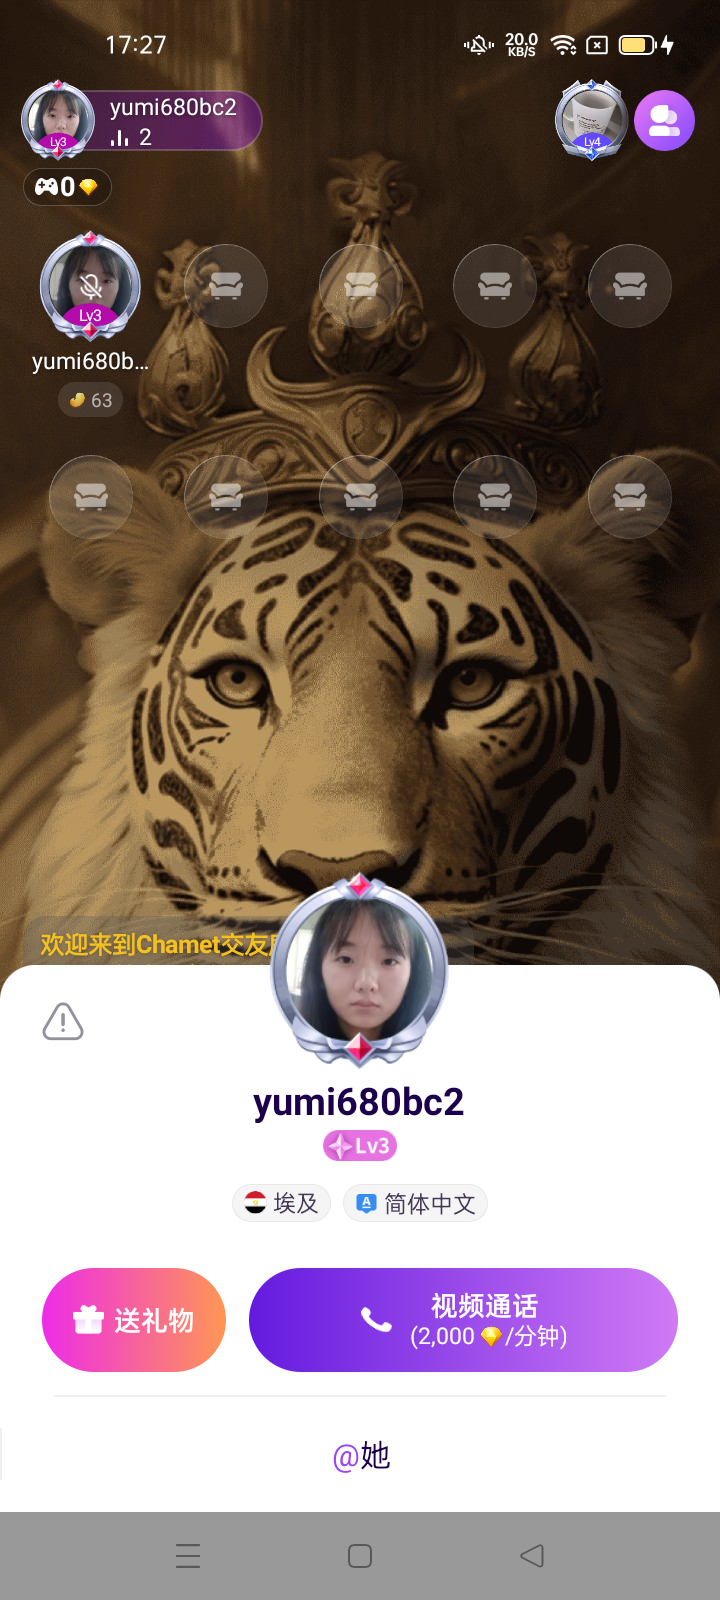 17:27
20.0
KB/S
yumi680bc2
2
Lv3
Lv4
0
Lv3
yumi680b...
63
欢迎来到Chamet交友
yumi680bc2
Lv3
埃及
A 简体中文
送礼物
视频通话
(2,000 /分钟)
@她